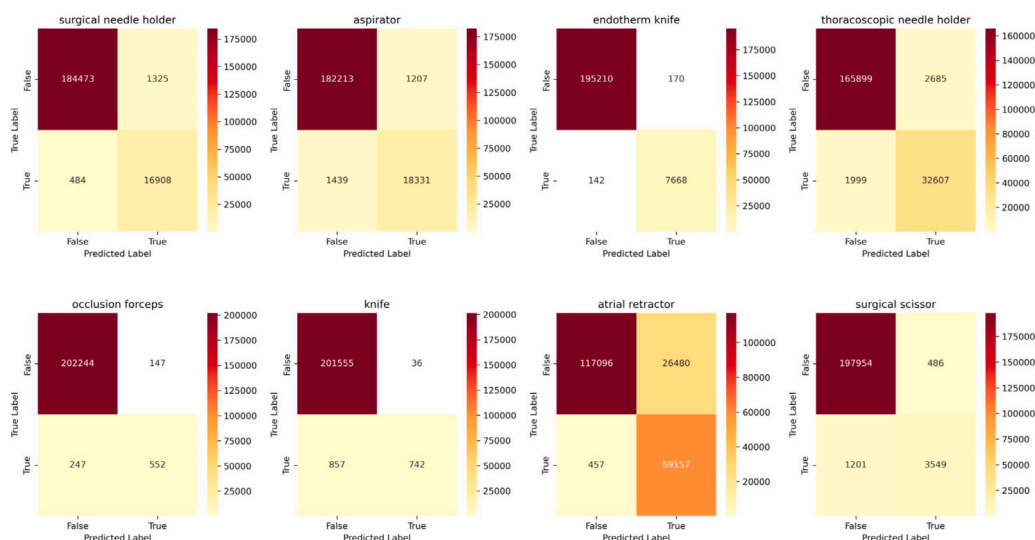 surgical needle holder
184473 1325
484 16908
False
True
True Label
False True
Predicted Label
175000
150000
125000
100000
75000
50000
25000
aspirator
182213 1207
1439 18331
False
True
True Label
False True
Predicted Label
175000
150000
125000
100000
75000
50000
25000
endotherm knife
195210 170
142 7668
False
True
True Label
False True
Predicted Label
175000
150000
125000
100000
75000
50000
25000
thoracoscopic needle holder
165899 2685
1999 32607
False
True
True Label
False True
Predicted Label
160000
140000
120000
100000
80000
60000
40000
20000
occlusion forceps
202244 147
247 552
False
True
True Label
False True
Predicted Label
200000
175000
150000
125000
100000
75000
50000
25000
knife
201555 36
857 742
False
True
True Label
False True
Predicted Label
200000
175000
150000
125000
100000
75000
50000
25000
atrial retractor
117096 26480
457 59157
False
True
True Label
False True
Predicted Label
100000
80000
60000
40000
20000
surgical scissor
197954 486
1201 3549
False
True
True Label
False True
Predicted Label
175000
150000
125000
100000
75000
50000
25000